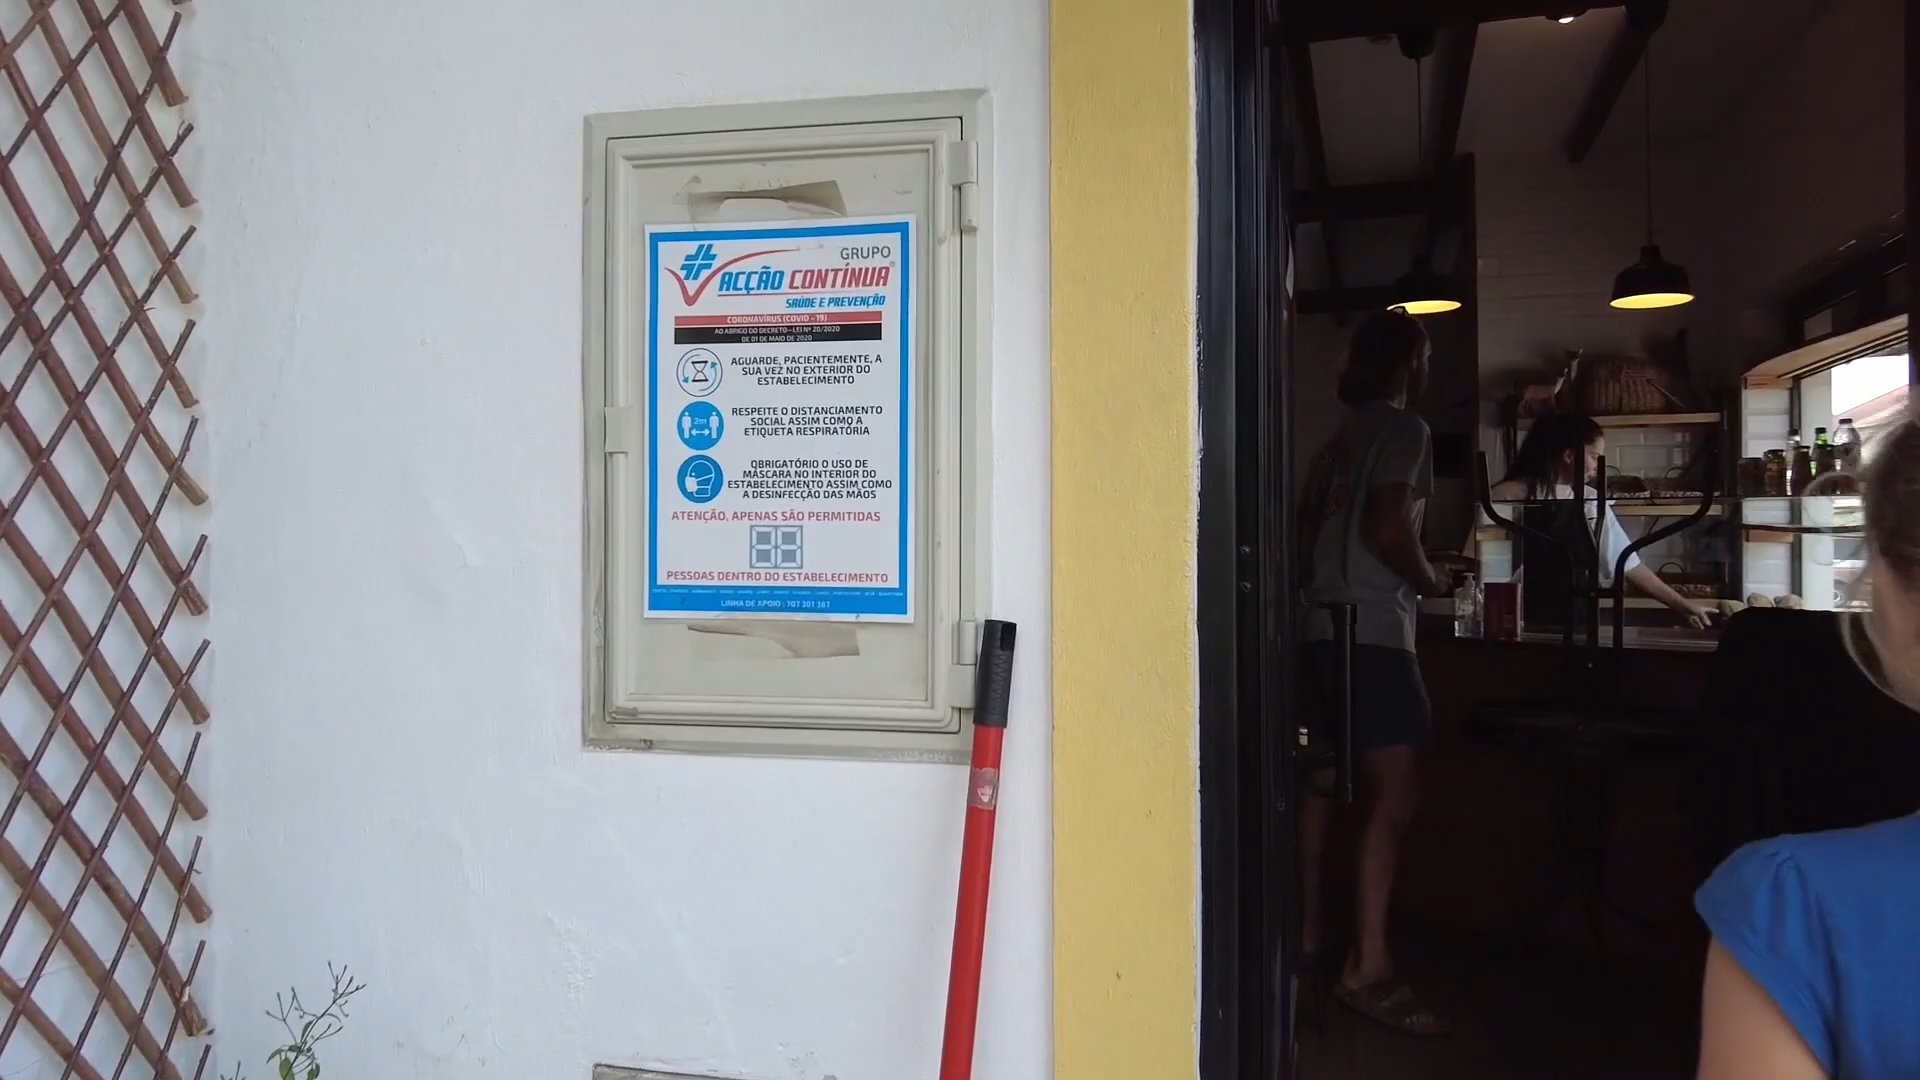 GRUPO
ACÇÃO CONTÍNUA
SAÚDE E PREVENÇÃO
CORONAVÍRUS (COVID - 19)
AO ABRIGO DO DECRETO-LEI Nº 20/2020
DE 01 DE MAIO DE 2020
AGUARDE, PACIENTEMENTE, A
SUA VEZ NO EXTERIOR DO
ESTABELECIMENTO
2m
RESPEITE O DISTANCIAMENTO
SOCIAL ASSIM COMO A
ETIQUETA RESPIRATÓRIA
OBRIGATÓRIO O USO DE
MÁSCARA NO INTERIOR DO
ESTABELECIMENTO ASSIM COMO
A DESINFECÇÃO DAS MÃOS
ATENÇÃO, APENAS SÃO PERMITIDAS
PESSOAS DENTRO DO ESTABELECIMENTO
LINHA DE APOIO : 707 301 387